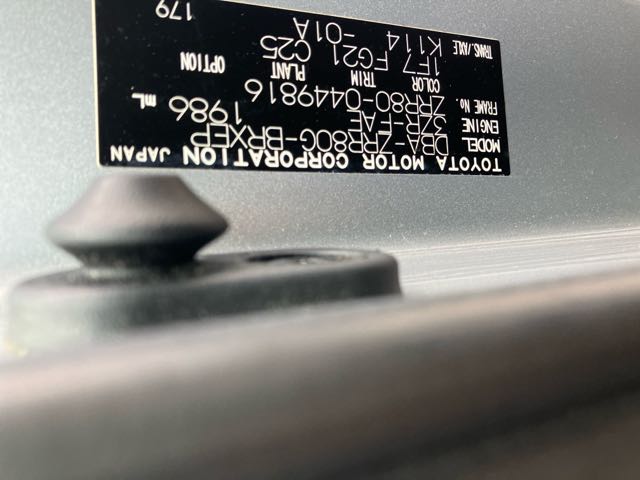 TOYOTA MOTOR CORPORATION JAPAN
MODEL DBA-ZRR80G-BRXEP
ENGINE 3ZR-FAE 1986 mL
FRAME No. ZRR80-0449816
COLOR TRIM PLANT OPTION
1F7 FG21 C25
TRANS./AXLE K114 -01A
179